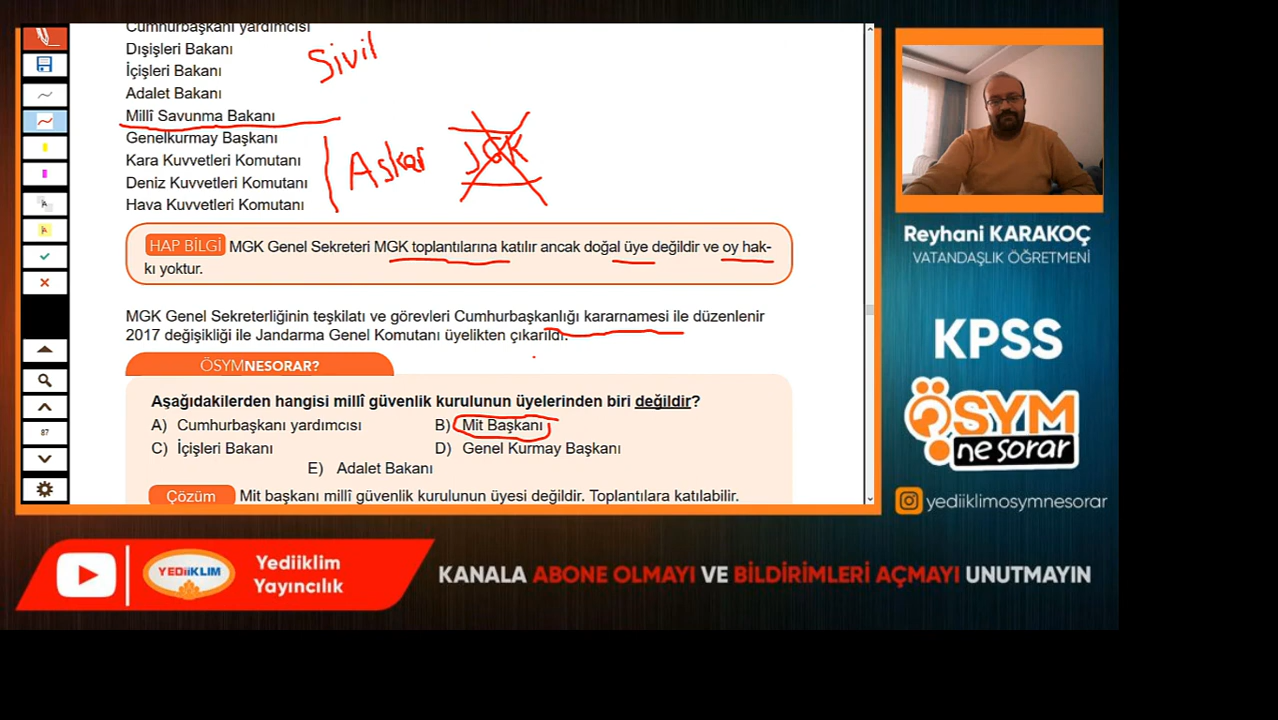 Cumhurbaşkanı yardımcısı
Dışişleri Bakanı
Sivil
İçişleri Bakanı
Adalet Bakanı
Millî Savunma Bakanı
Genelkurmay Başkanı
Kara Kuvvetleri Komutanı
Asker JGK
Deniz Kuvvetleri Komutanı
Hava Kuvvetleri Komutanı
HAP BİLGİ MGK Genel Sekreteri MGK toplantılarına katılır ancak doğal üye değildir ve oy hak-
kı yoktur.
MGK Genel Sekreterliğinin teşkilatı ve görevleri Cumhurbaşkanlığı kararnamesi ile düzenlenir
2017 değişikliği ile Jandarma Genel Komutanı üyelikten çıkarıldı.
ÖSYMNESORAR?
Aşağıdakilerden hangisi millî güvenlik kurulunun üyelerinden biri değildir?
A) Cumhurbaşkanı yardımcısı B) Mit Başkanı
C) İçişleri Bakanı D) Genel Kurmay Başkanı
E) Adalet Bakanı
Çözüm Mit başkanı millî güvenlik kurulunun üyesi değildir. Toplantılara katılabilir.
87
Reyhani KARAKOÇ
VATANDAŞLIK ÖĞRETMENİ
KPSS
ÖSYM
ne sorar
yediiklimosymnesorar
YEDiiKLİM
Yediiklim
Yayıncılık
KANALA ABONE OLMAYI VE BİLDİRİMLERİ AÇMAYI UNUTMAYIN